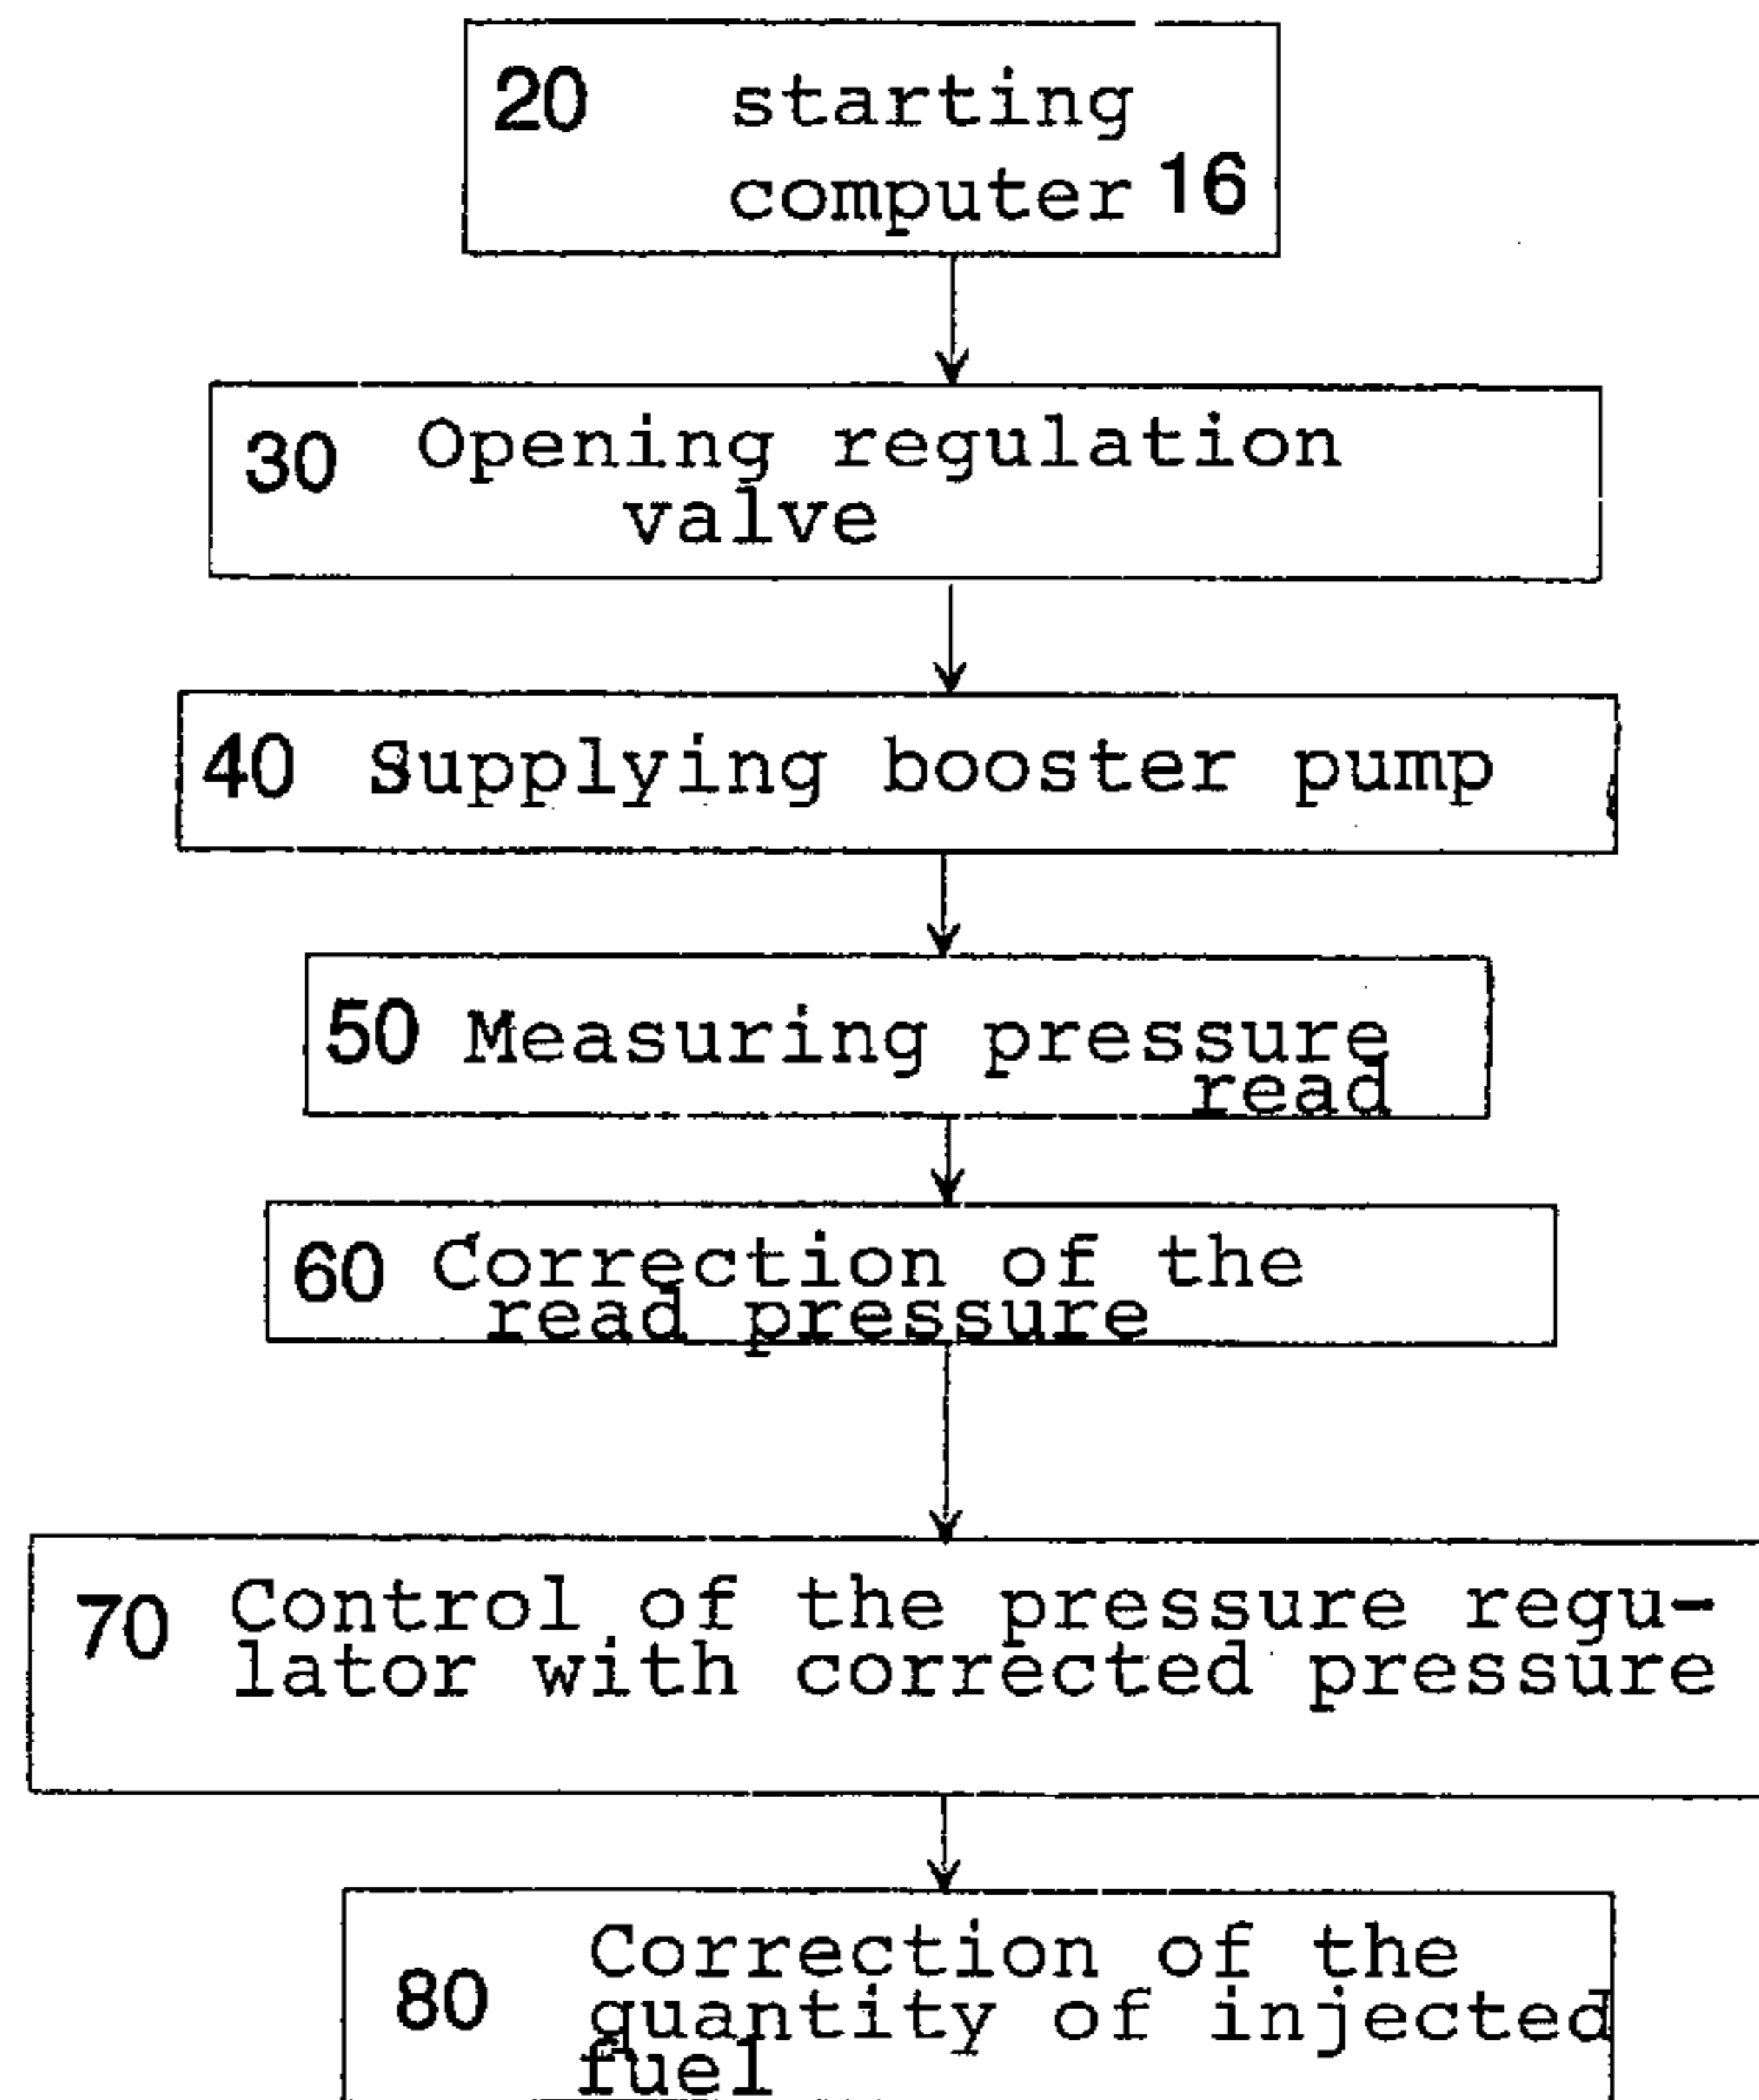 20 starting
computer 16
30 Opening regulation
valve
40 Supplying booster pump
50 Measuring pressure
read
60 Correction of the
read pressure
70 Control of the pressure regu-
lator with corrected pressure
80 Correction of the
quantity of injected
fuel